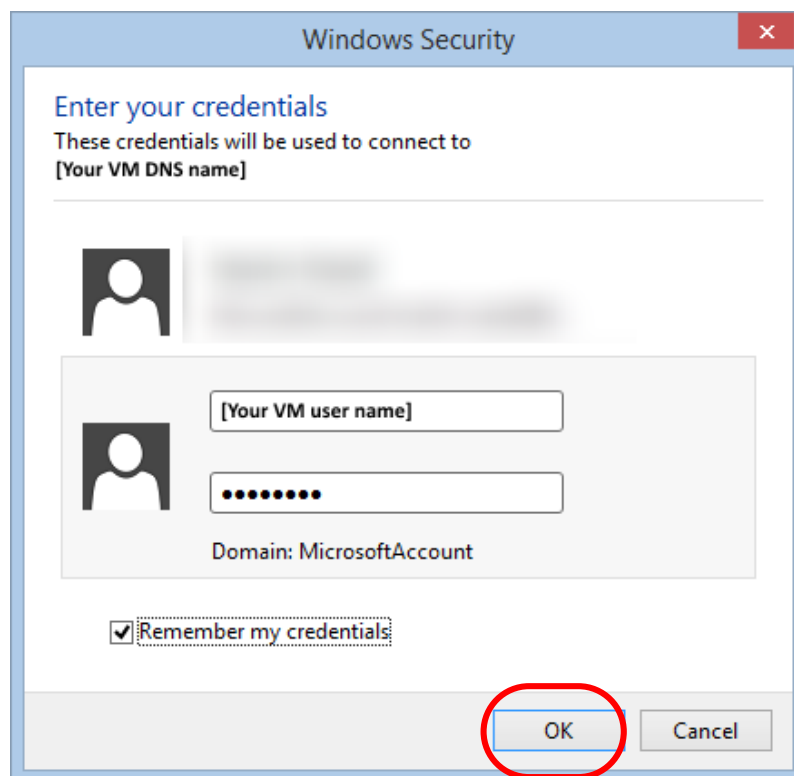 Windows Security
Enter your credentials
These credentials will be used to connect to
[Your VM DNS name]
[Your VM user name]
●●●●●●●●
Domain: MicrosoftAccount
Remember my credentials
OK
Cancel